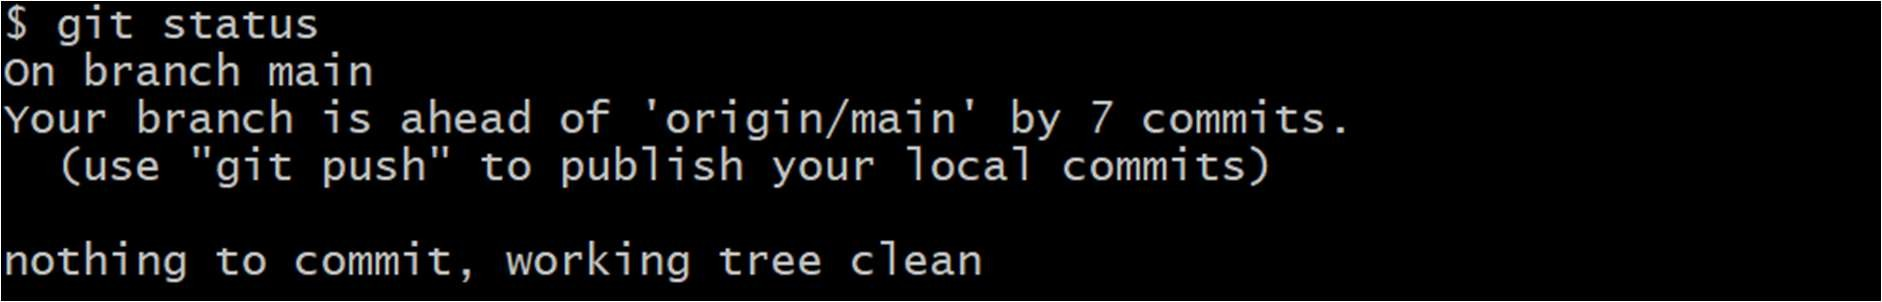 $ git status
On branch main
Your branch is ahead of 'origin/main' by 7 commits.
  (use "git push" to publish your local commits)

nothing to commit, working tree clean